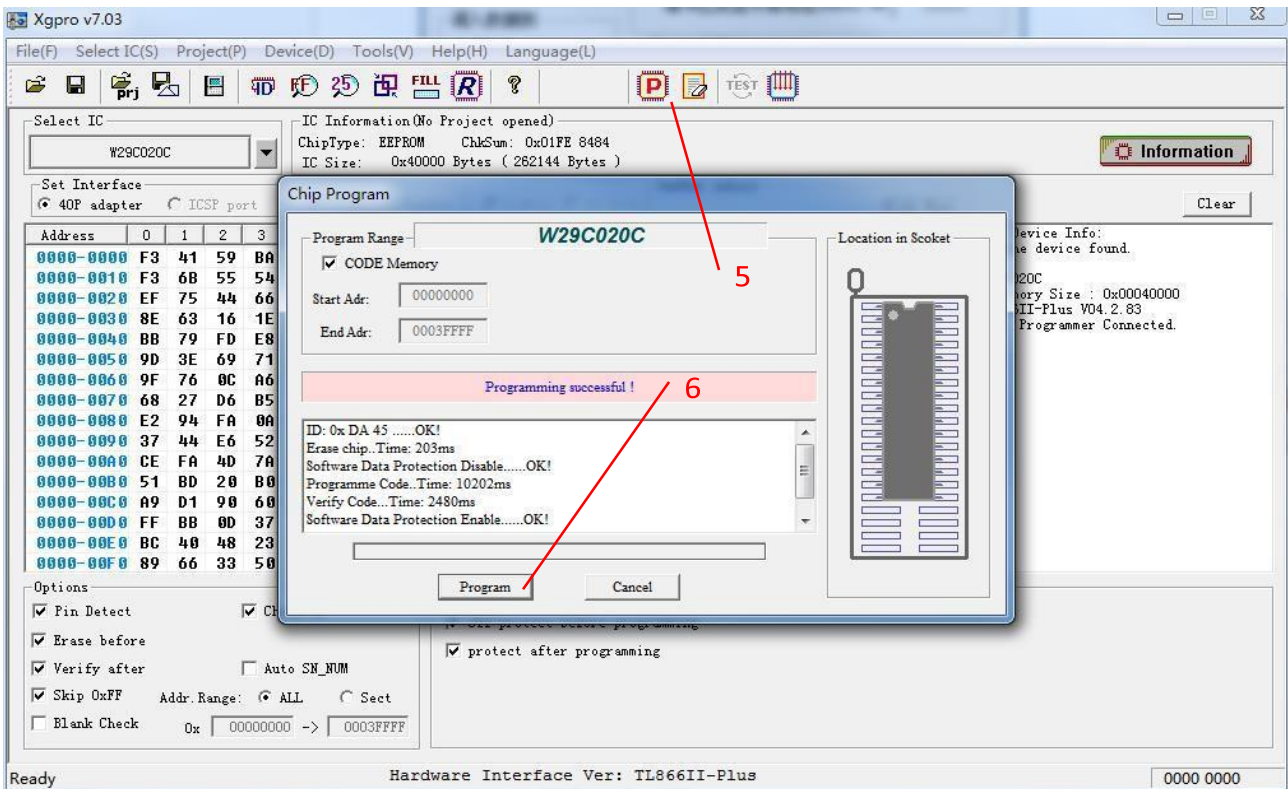 Xgpro v7.03
File(F) Select IC(S) Project(P) Device(D) Tools(V) Help(H) Language(L)
prj 4D FF 25 FILL R ? P TEST
Select IC
W29C020C
IC Information(No Project opened)
ChipType: EEPROM ChkSum: 0x01FE 8484
IC Size: 0x40000 Bytes ( 262144 Bytes )
Information
Set Interface
40P adapter ICSP port
Clear
Address 0 1 2 3
0000-0000 F3 41 59 BA
0000-0010 F3 6B 55 54
0000-0020 EF 75 44 66
0000-0030 8E 63 16 1E
0000-0040 BB 79 FD E8
0000-0050 9D 3E 69 71
0000-0060 9F 76 0C A6
0000-0070 68 27 D6 B5
0000-0080 E2 94 FA 0A
0000-0090 37 44 E6 52
0000-00A0 CE FA 4D 7A
0000-00B0 51 BD 20 B0
0000-00C0 A9 D1 90 60
0000-00D0 FF BB 0D 37
0000-00E0 BC 40 48 23
0000-00F0 89 66 33 50
Chip Program
Program Range
W29C020C
CODE Memory
Start Adr: 00000000
End Adr: 0003FFFF
Location in Scoket
5
Programming successful !
6
ID: 0x DA 45 ......OK!
Erase chip..Time: 203ms
Software Data Protection Disable......OK!
Programme Code..Time: 10202ms
Verify Code...Time: 2480ms
Software Data Protection Enable......OK!
Program Cancel
Device Info:
device found.
020C
Size : 0x00040000
II-Plus V04.2.83
Programmer Connected.
Options
Pin Detect
Erase befor
Verify after Auto SN_NUM
Skip 0xFF Addr.Range: ALL Sect
Blank Check 0x 00000000 -> 0003FFFF
protect before programming
protect after programming
Ready
Hardware Interface Ver: TL866II-Plus
0000 0000